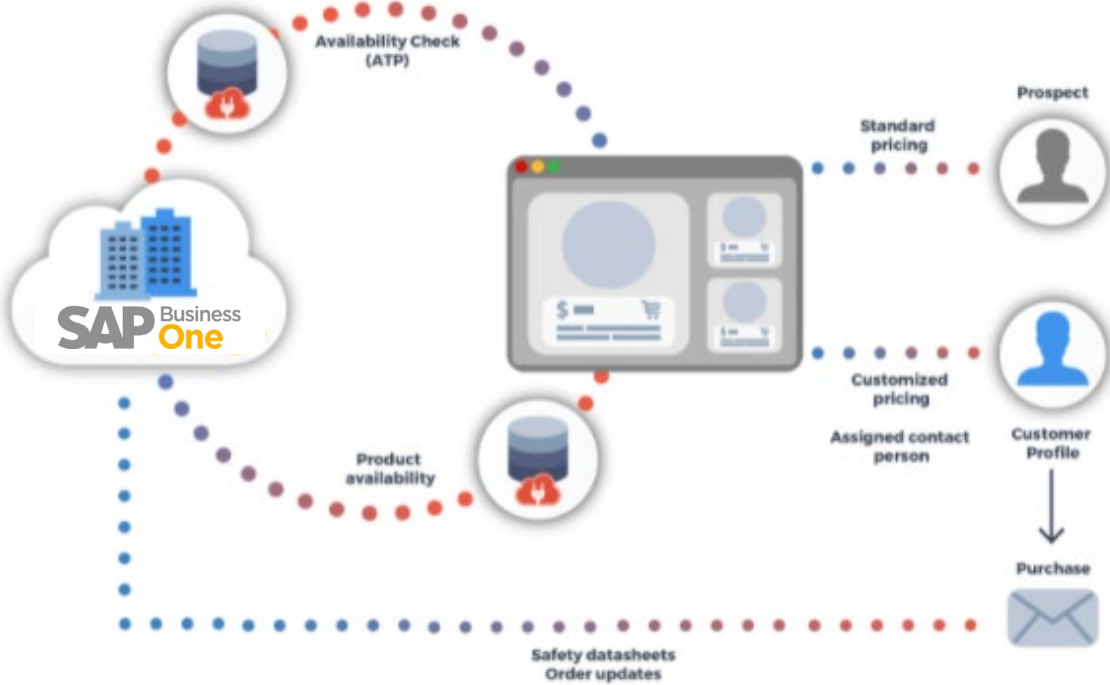 Availability Check
(ATP)
Prospect
Standard
pricing
SAP Business
One
$
$
$
Customized
pricing
Assigned contact
person
Customer
Profile
Product
availability
Purchase
Safety datasheets
Order updates